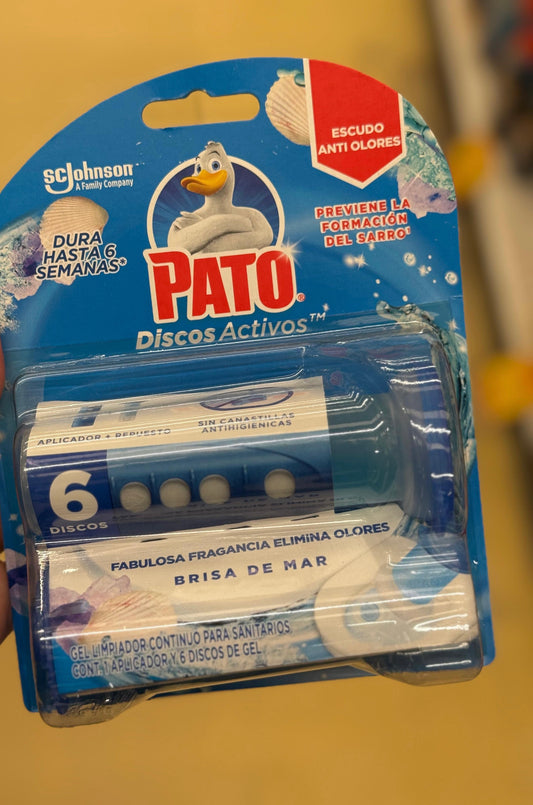 SCJohnson
A Family Company
ESCUDO
ANTI OLORES
PREVIENE LA
FORMACIÓN
DEL SARRO
DURA
HASTA 6
SEMANAS*
PATO®
Discos Activos™
APLICADOR + REPUESTO
SIN CANASTILLAS
ANTIHIGIÉNICAS
6
DISCOS
FABULOSA FRAGANCIA ELIMINA OLORES
BRISA DE MAR
GEL LIMPIADOR CONTINUO PARA SANITARIOS,
CONT. 1 APLICADOR Y 6 DISCOS DE GEL.